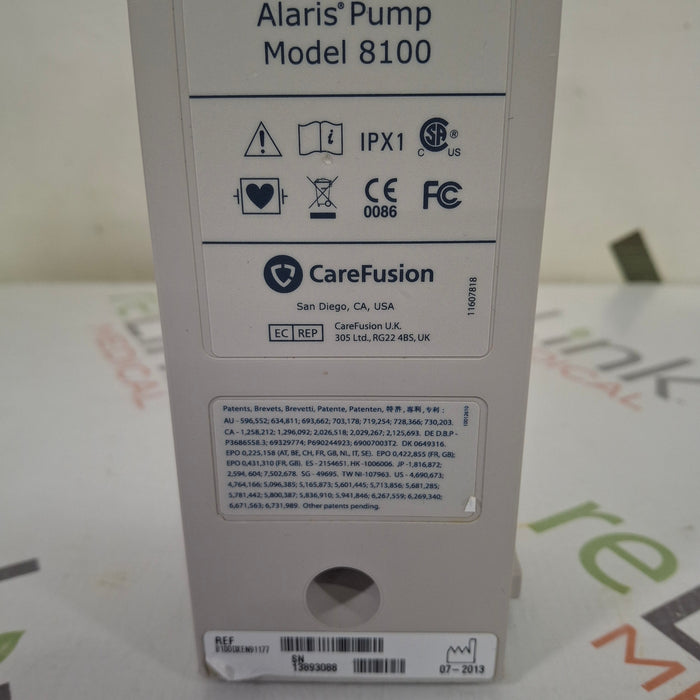 Alaris® Pump
Model 8100
IPX1
CSA ®
C US
CE
0086
FC
CareFusion
San Diego, CA, USA
11607818
EC REP
CareFusion U.K.
305 Ltd., RG22 4BS, UK
Patents, Brevets, Brevetti, Patente, Patenten, 特許, 專利, 专利 :
AU - 596,552; 634,811; 693,662; 703,178; 719,254; 728,366; 730,203.
CA - 1,258,212; 1,296,092; 2,026,518; 2,029,267; 2,125,693. DE D.B.P -
P3686558.3; 69329774; P690244923; 69007003T2. DK 0649316.
EPO 0,225,158 (AT, BE, CH, FR, GB, NL, IT, SE). EPO 0,422,855 (FR, GB);
EPO 0,431,310 (FR, GB). ES - 2154651. HK -1006006. JP -1,816,872;
2,594,604; 7,502,678. SG - 49695. TW NI-107963. US - 4,690,673;
4,764,166; 5,096,385; 5,165,873; 5,601,445; 5,713,856; 5,681,285;
5,781,442; 5,800,387; 5,836,910; 5,941,846; 6,267,559; 6,269,340;
6,671,563; 6,731,989. Other patents pending.
10012610
REF
SN
13893088
07-2013
reLink
MEDICAL
re